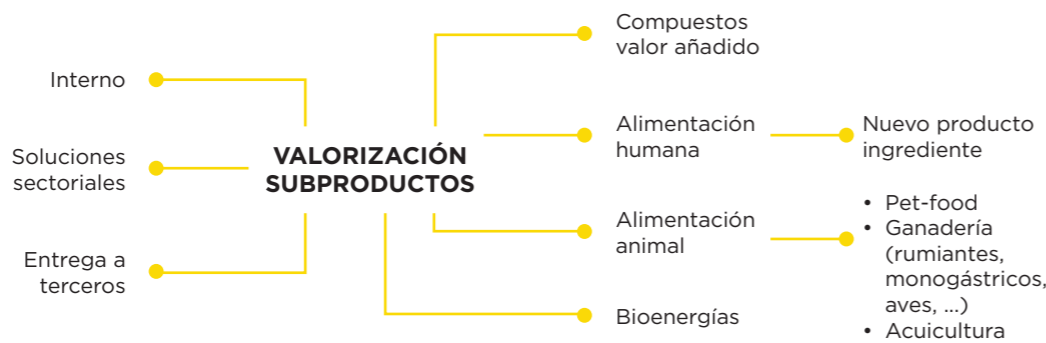 Interno
Soluciones
sectoriales
Entrega a
terceros
VALORIZACIÓN
SUBPRODUCTOS
Compuestos
valor añadido
Alimentación
humana
Nuevo producto
ingrediente
Alimentación
animal
• Pet-food
• Ganadería
(rumiantes,
monogástricos,
aves, ...)
• Acuicultura
Bioenergías